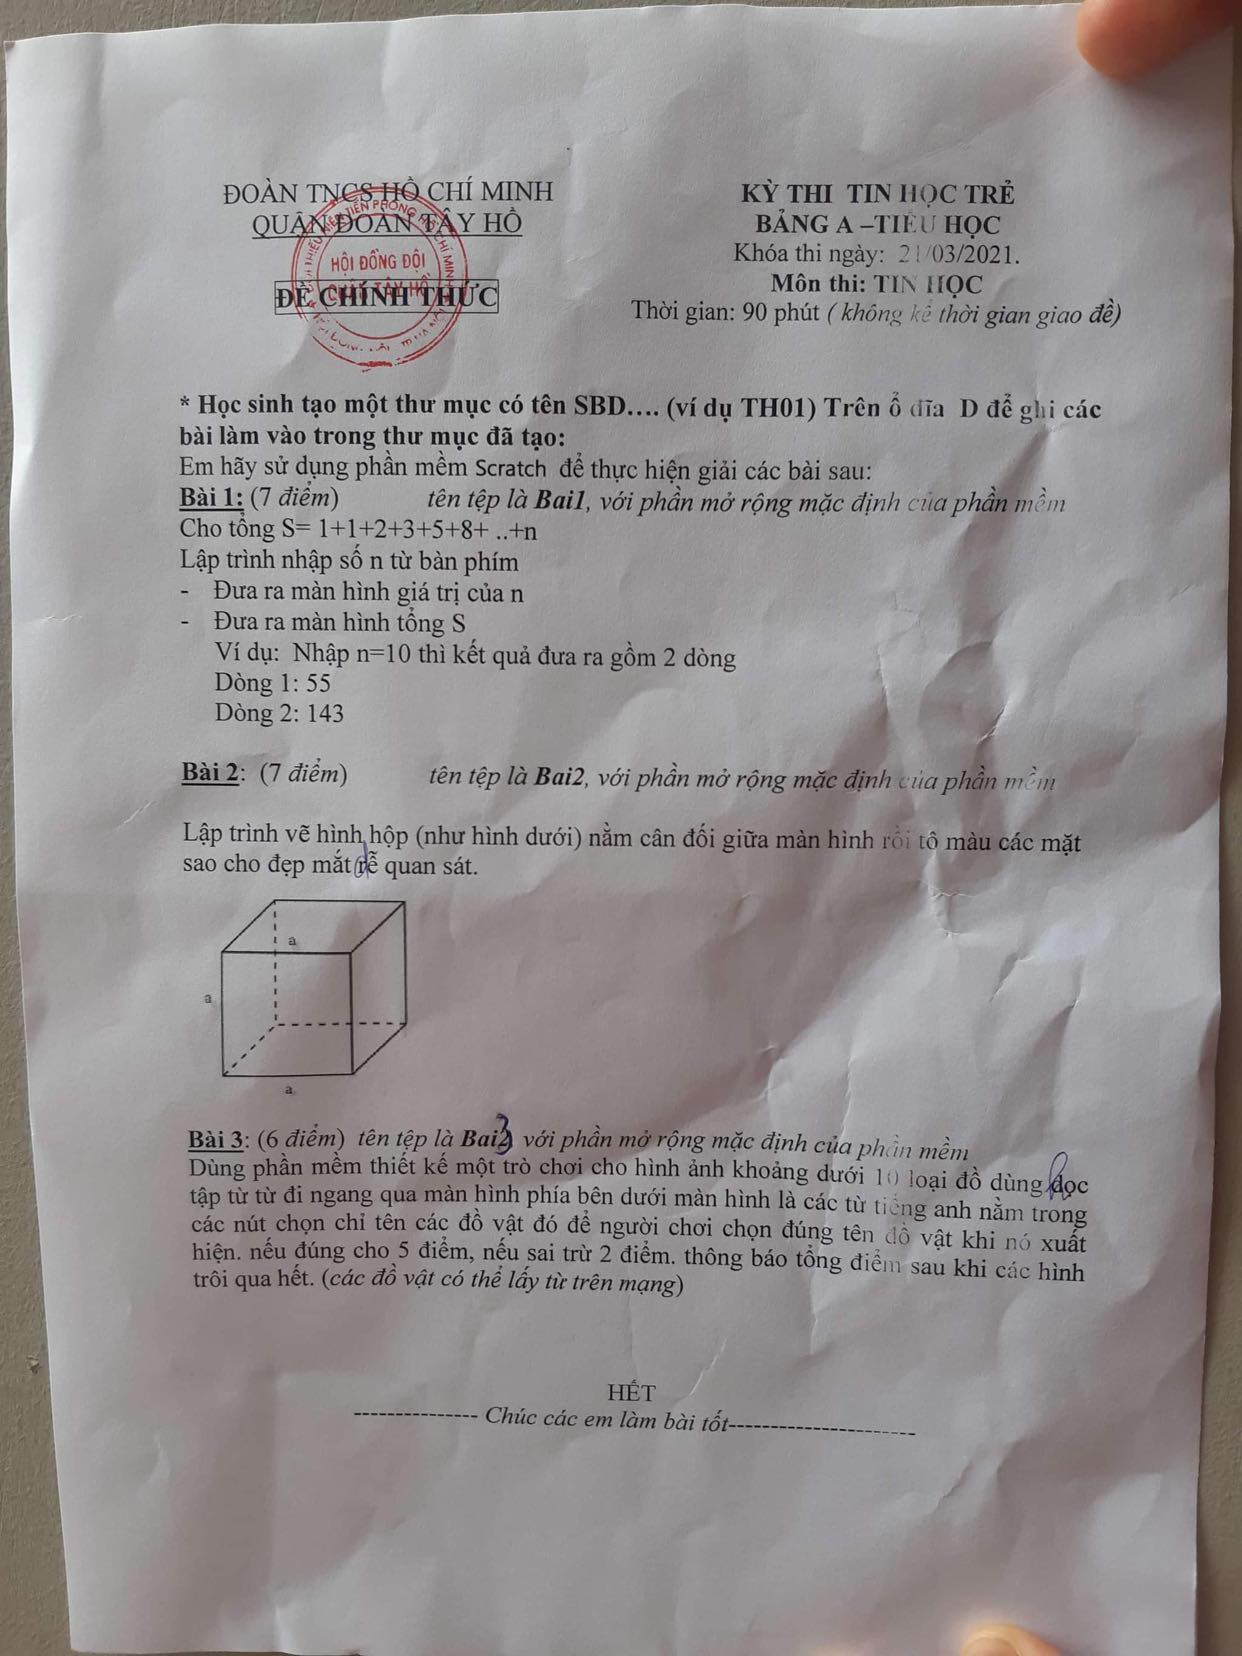 ĐOÀN TNCS HỒ CHÍ MINH
QUẬN ĐOÀN TÂY HỒ
HỘI ĐỒNG ĐỘI
QUẬN TÂY HỒ
ĐỀ CHÍNH THỨC
KỲ THI TIN HỌC TRẺ
BẢNG A –TIỂU HỌC
Khóa thi ngày: 21/03/2021.
Môn thi: TIN HỌC
Thời gian: 90 phút ( không kể thời gian giao đề)
* Học sinh tạo một thư mục có tên SBD…. (ví dụ TH01) Trên ổ đĩa D để ghi các
bài làm vào trong thư mục đã tạo:
Em hãy sử dụng phần mềm Scratch để thực hiện giải các bài sau:
Bài 1: (7 điểm) tên tệp là Bai1, với phần mở rộng mặc định của phần mềm
Cho tổng S= 1+1+2+3+5+8+ ..+n
Lập trình nhập số n từ bàn phím
- Đưa ra màn hình giá trị của n
- Đưa ra màn hình tổng S
Ví dụ: Nhập n=10 thì kết quả đưa ra gồm 2 dòng
Dòng 1: 55
Dòng 2: 143
Bài 2: (7 điểm) tên tệp là Bai2, với phần mở rộng mặc định của phần mềm
Lập trình vẽ hình hộp (như hình dưới) nằm cân đối giữa màn hình rồi tô màu các mặt
sao cho đẹp mắt dễ quan sát.
a
a
a
Bài 3: (6 điểm) tên tệp là Bai3 với phần mở rộng mặc định của phần mềm
Dùng phần mềm thiết kế một trò chơi cho hình ảnh khoảng dưới 10 loại đồ dùng học
tập từ từ đi ngang qua màn hình phía bên dưới màn hình là các từ tiếng anh nằm trong
các nút chọn chỉ tên các đồ vật đó để người chơi chọn đúng tên đồ vật khi nó xuất
hiện. nếu đúng cho 5 điểm, nếu sai trừ 2 điểm. thông báo tổng điểm sau khi các hình
trôi qua hết. (các đồ vật có thể lấy từ trên mạng)
HẾT
--------------- Chúc các em làm bài tốt-----------------------